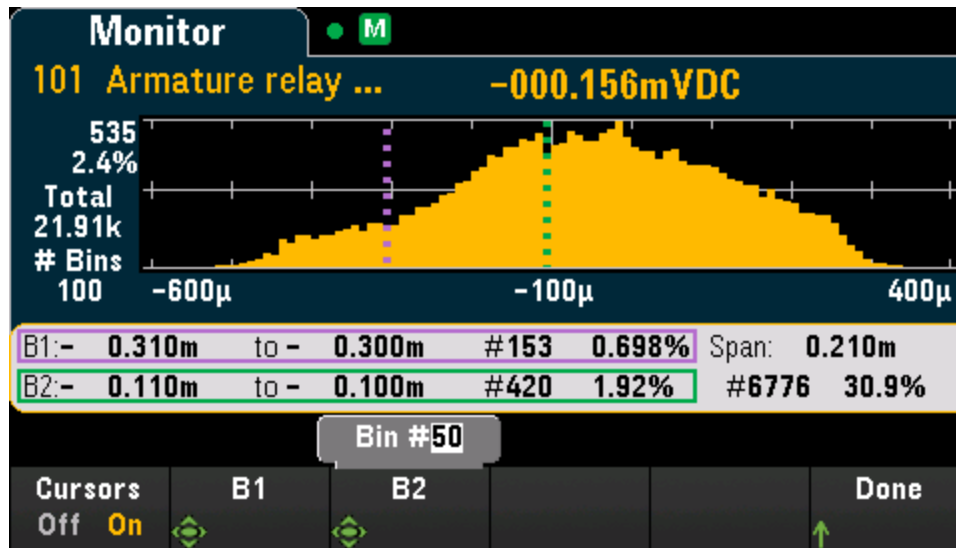 Monitor
M
101 Armature relay ... -000.156mVDC
535
2.4%
Total
21.91k
# Bins
100
-600µ -100µ 400µ
B1:- 0.310m to - 0.300m #153 0.698% Span: 0.210m
B2:- 0.110m to - 0.100m #420 1.92% #6776 30.9%
Bin #50
Cursors B1 B2 Done
Off On